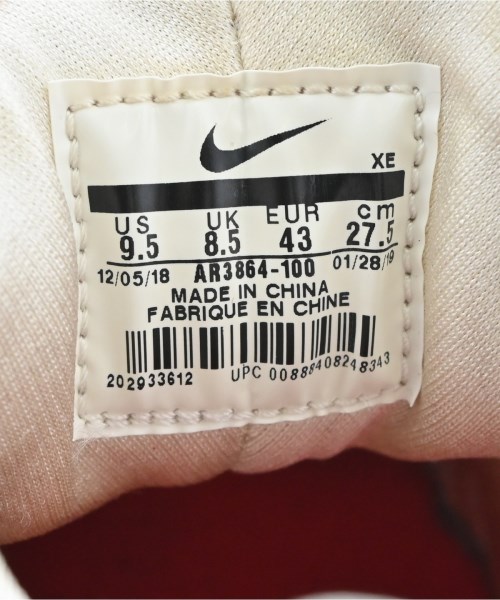 XE
US UK EUR cm
9.5 8.5 43 27.5
12/05/18 AR3864-100 01/28/19
MADE IN CHINA
FABRIQUE EN CHINE
202933612 UPC 00888408248343